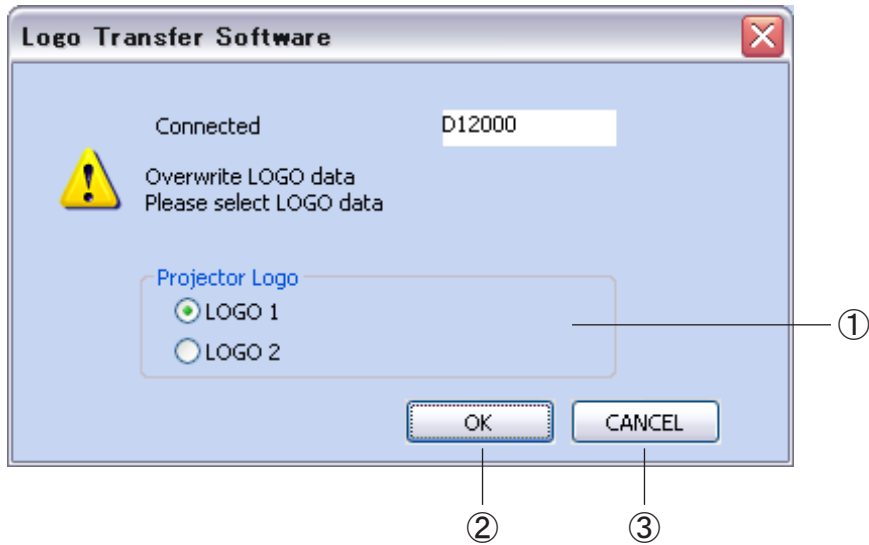 Logo Transfer Software
Connected D12000
Overwrite LOGO data
Please select LOGO data
Projector Logo
LOGO 1
①
LOGO 2
OK CANCEL
② ③